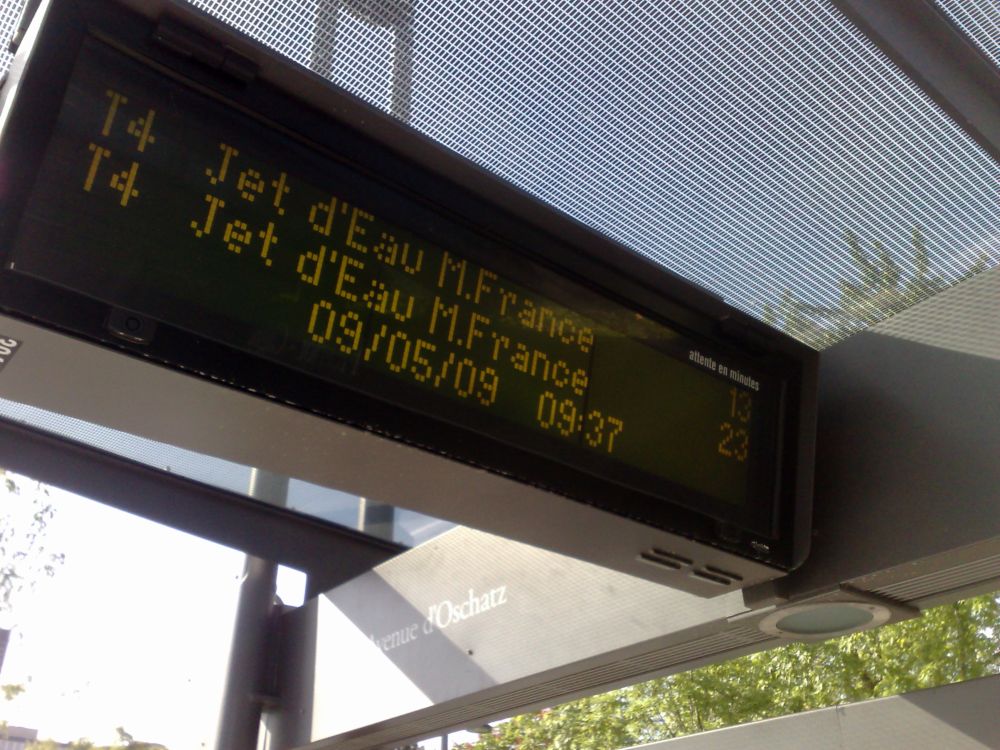 T4 Jet d'Eau M.France 13
T4 Jet d'Eau M.France 23
09/05/09 09:37
attente en minutes
d'Oschatz